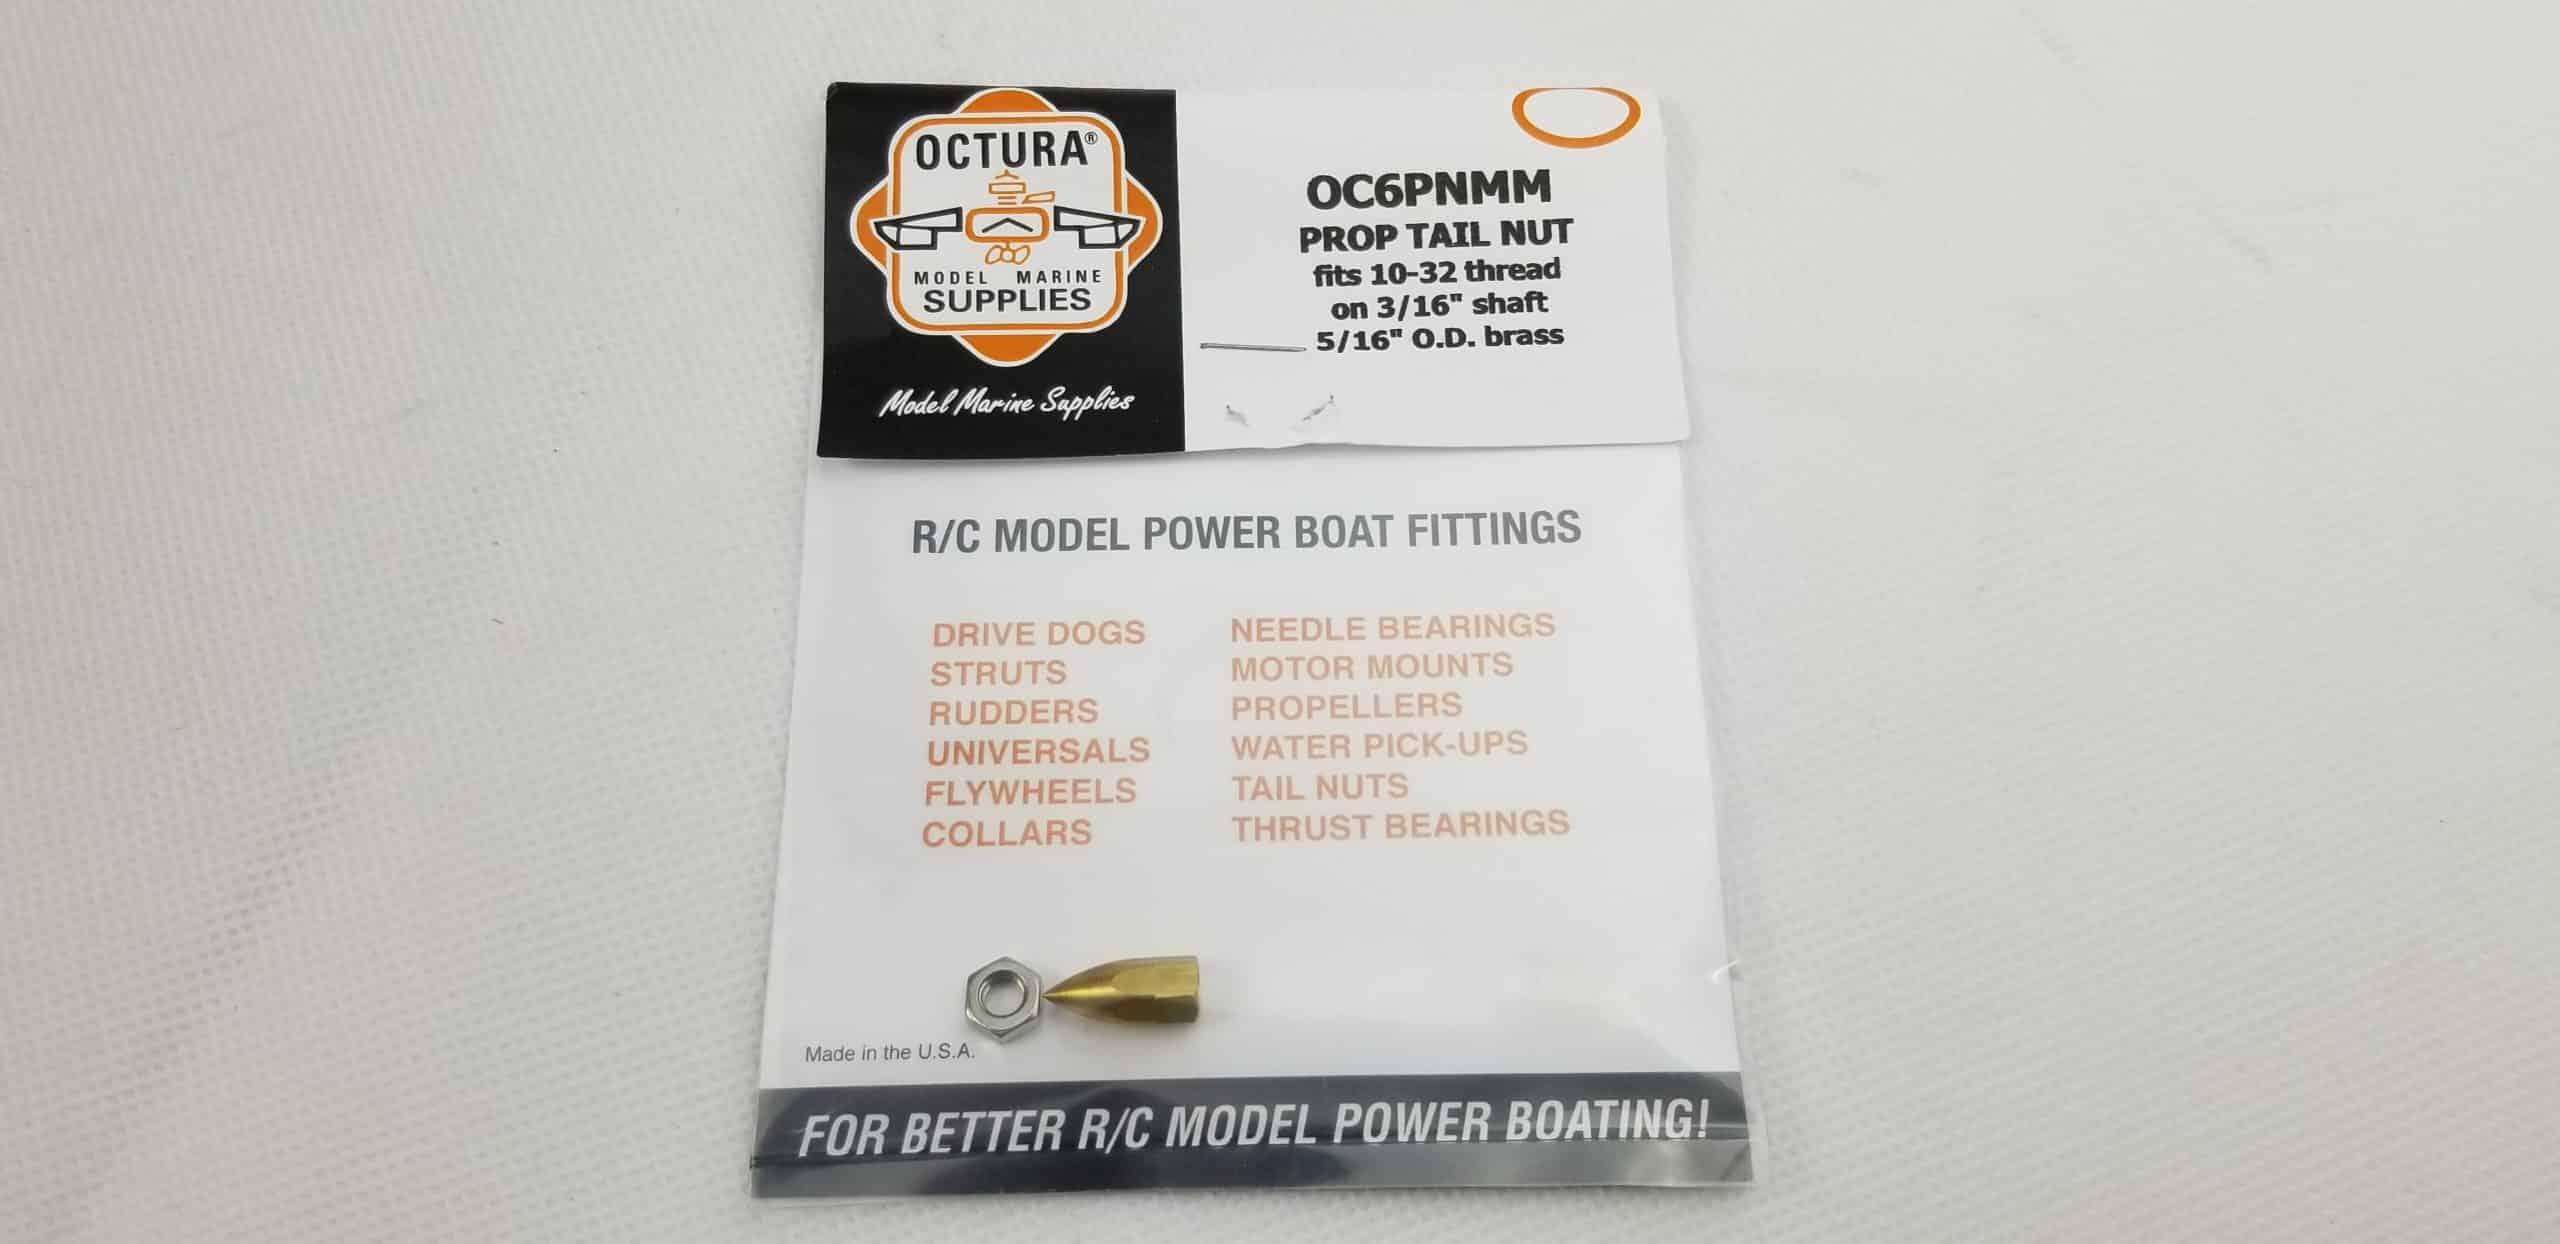 OCTURA®
MODEL MARINE
SUPPLIES
Model Marine Supplies
OC6PNMM
PROP TAIL NUT
fits 10-32 thread
on 3/16" shaft
5/16" O.D. brass
R/C MODEL POWER BOAT FITTINGS
DRIVE DOGS
STRUTS
RUDDERS
UNIVERSALS
FLYWHEELS
COLLARS
NEEDLE BEARINGS
MOTOR MOUNTS
PROPELLERS
WATER PICK-UPS
TAIL NUTS
THRUST BEARINGS
Made in the U.S.A.
FOR BETTER R/C MODEL POWER BOATING!